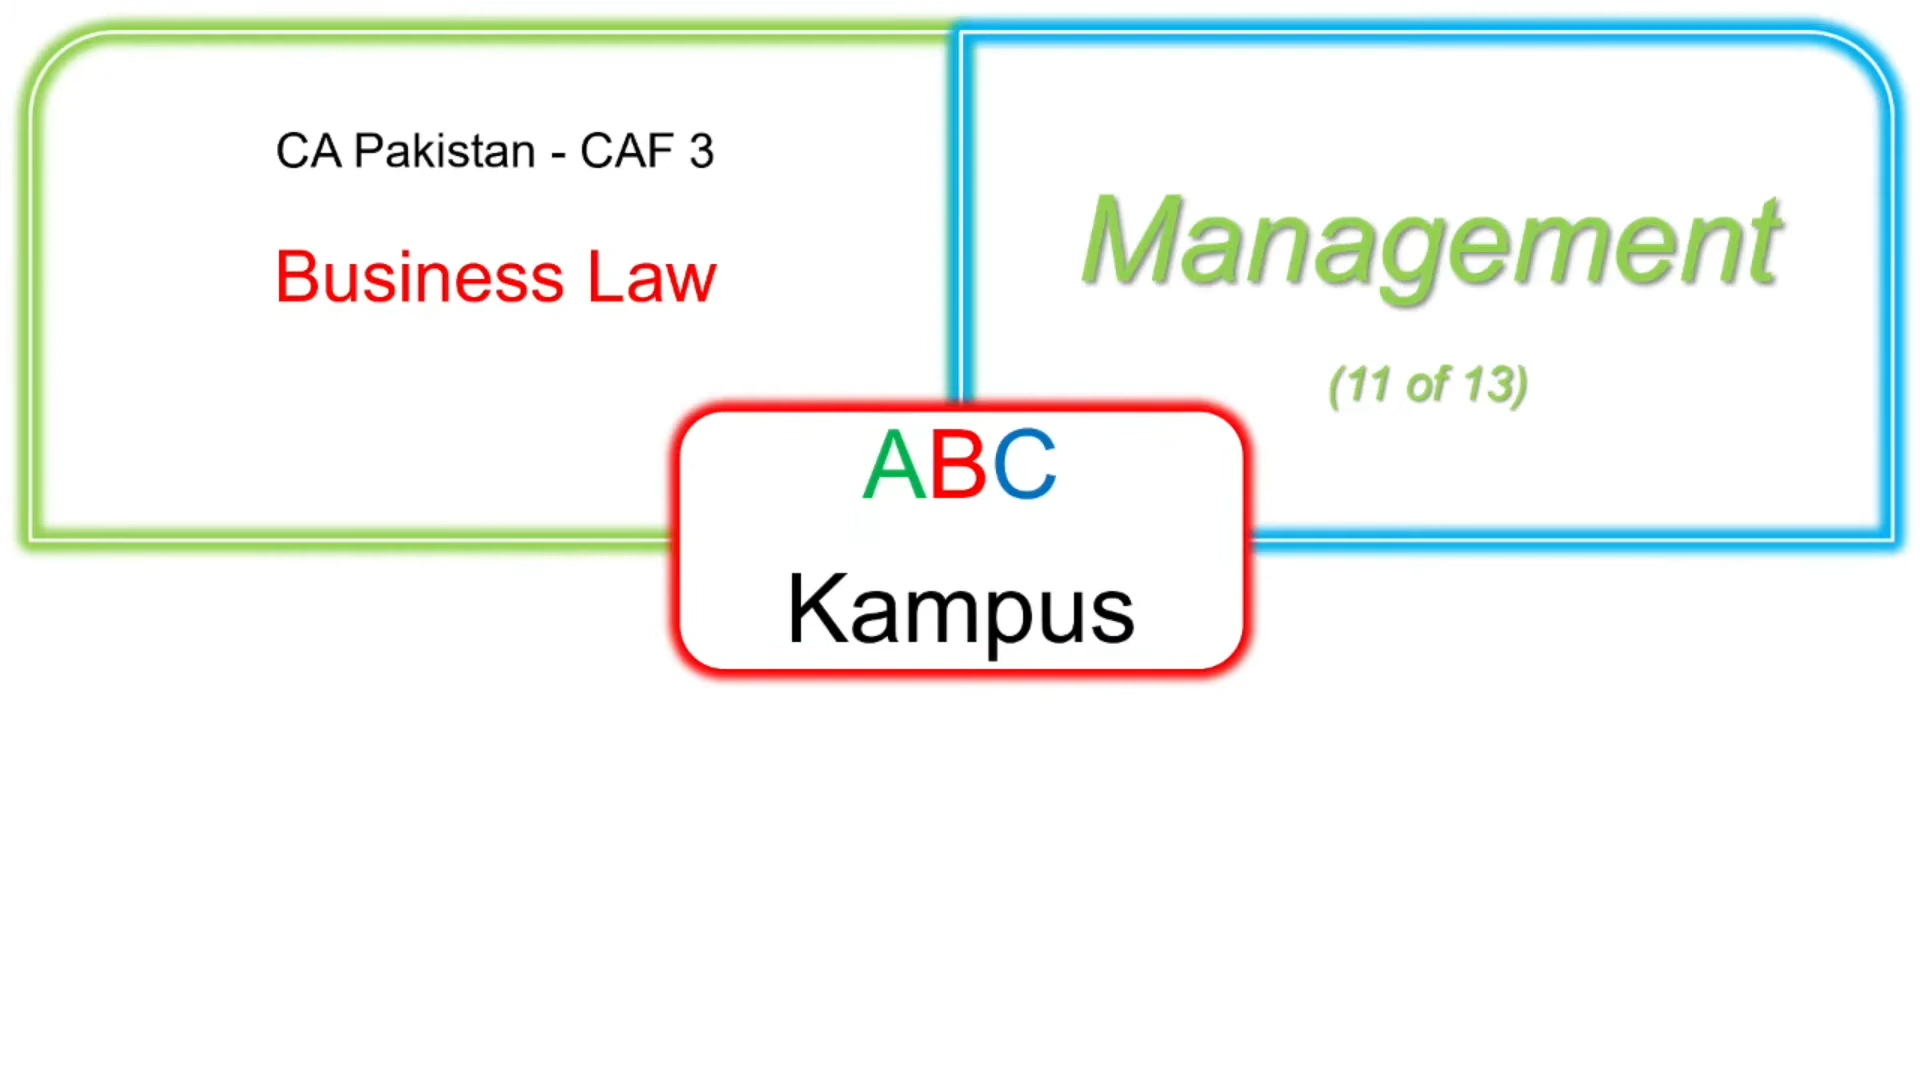 CA Pakistan - CAF 3
Business Law
Management
(11 of 13)
ABC
Kampus